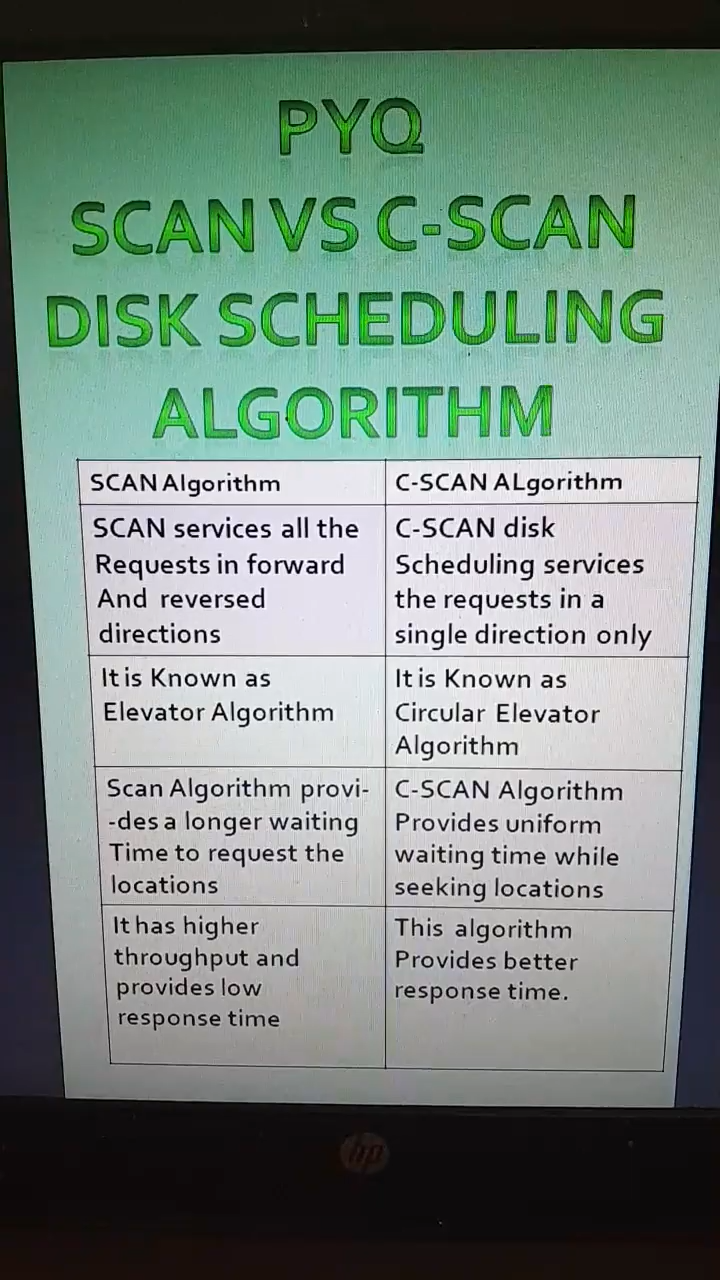 PYQ
SCAN VS C-SCAN
DISK SCHEDULING
ALGORITHM
SCAN Algorithm
C-SCAN ALgorithm
SCAN services all the
Requests in forward
And reversed
directions
C-SCAN disk
Scheduling services
the requests in a
single direction only
It is Known as
Elevator Algorithm
It is Known as
Circular Elevator
Algorithm
Scan Algorithm provi-
-des a longer waiting
Time to request the
locations
C-SCAN Algorithm
Provides uniform
waiting time while
seeking locations
It has higher
throughput and
provides low
response time
This algorithm
Provides better
response time.
hp